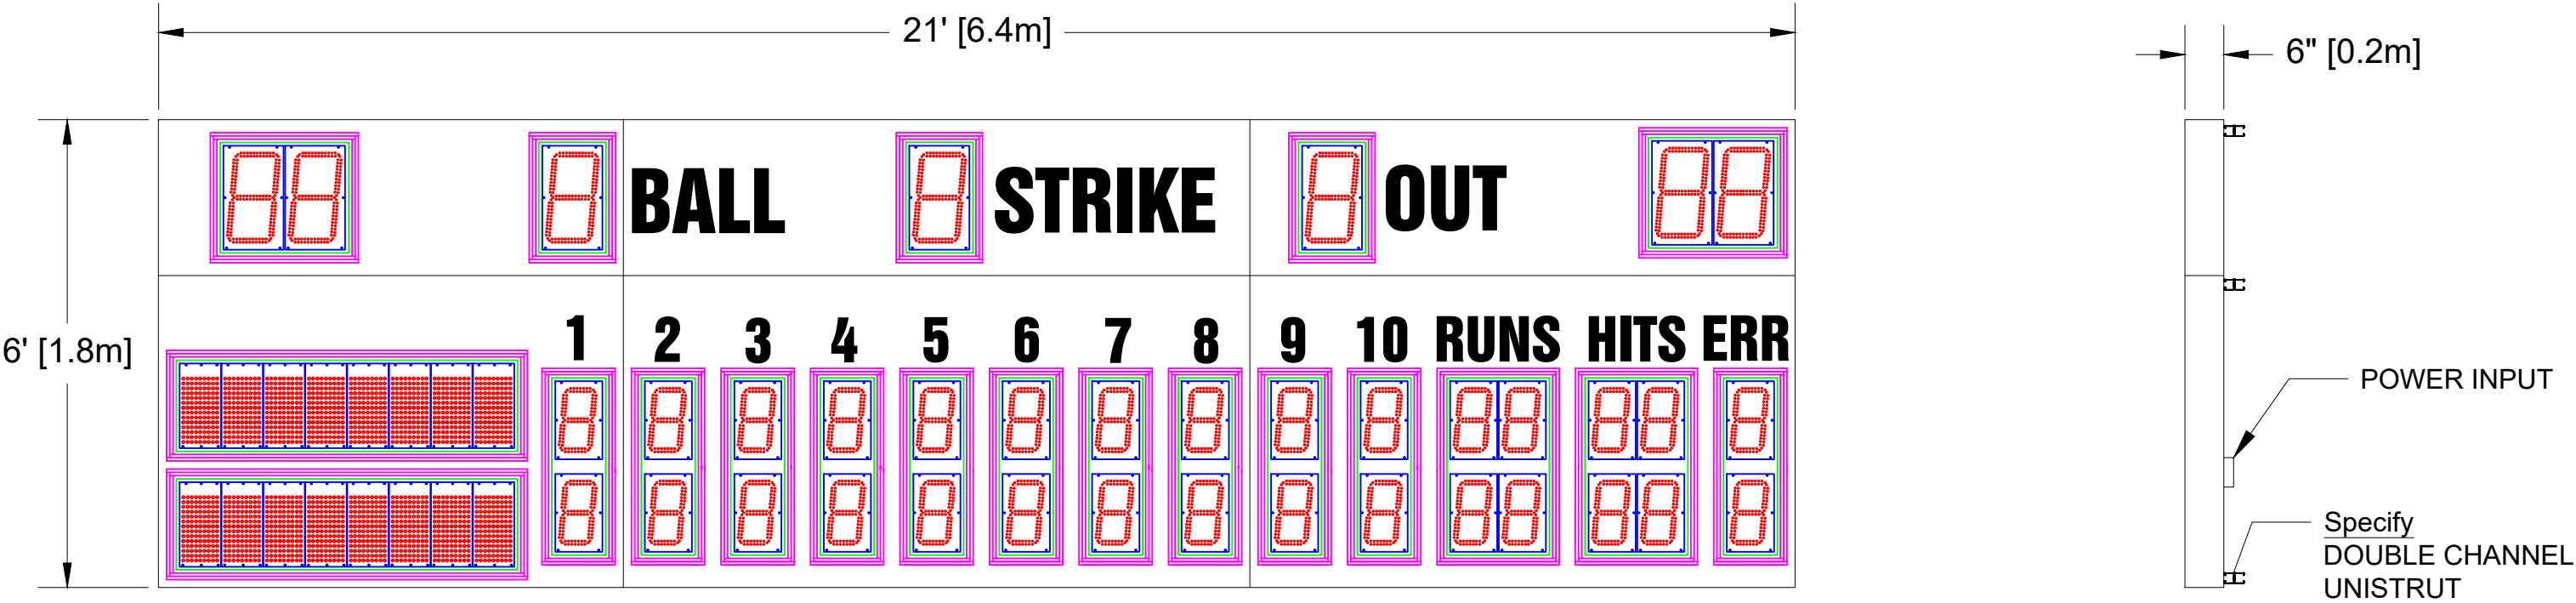 21' [6.4m]
6" [0.2m]
BALL STRIKE OUT
1 2 3 4 5 6 7 8 9 10 RUNS HITS ERR
6' [1.8m]
POWER INPUT
Specify
DOUBLE CHANNEL
UNISTRUT